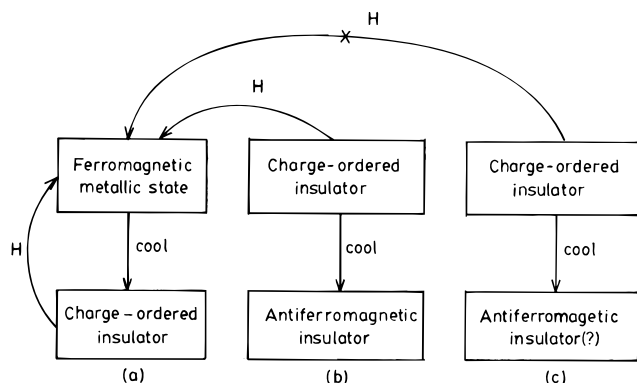 H
H
Ferromagnetic
metallic state
Charge-ordered
insulator
Charge-ordered
insulator
H
cool
cool
cool
Charge-ordered
insulator
Antiferromagnetic
insulator
Antiferromagetic
insulator(?)
(a)
(b)
(c)